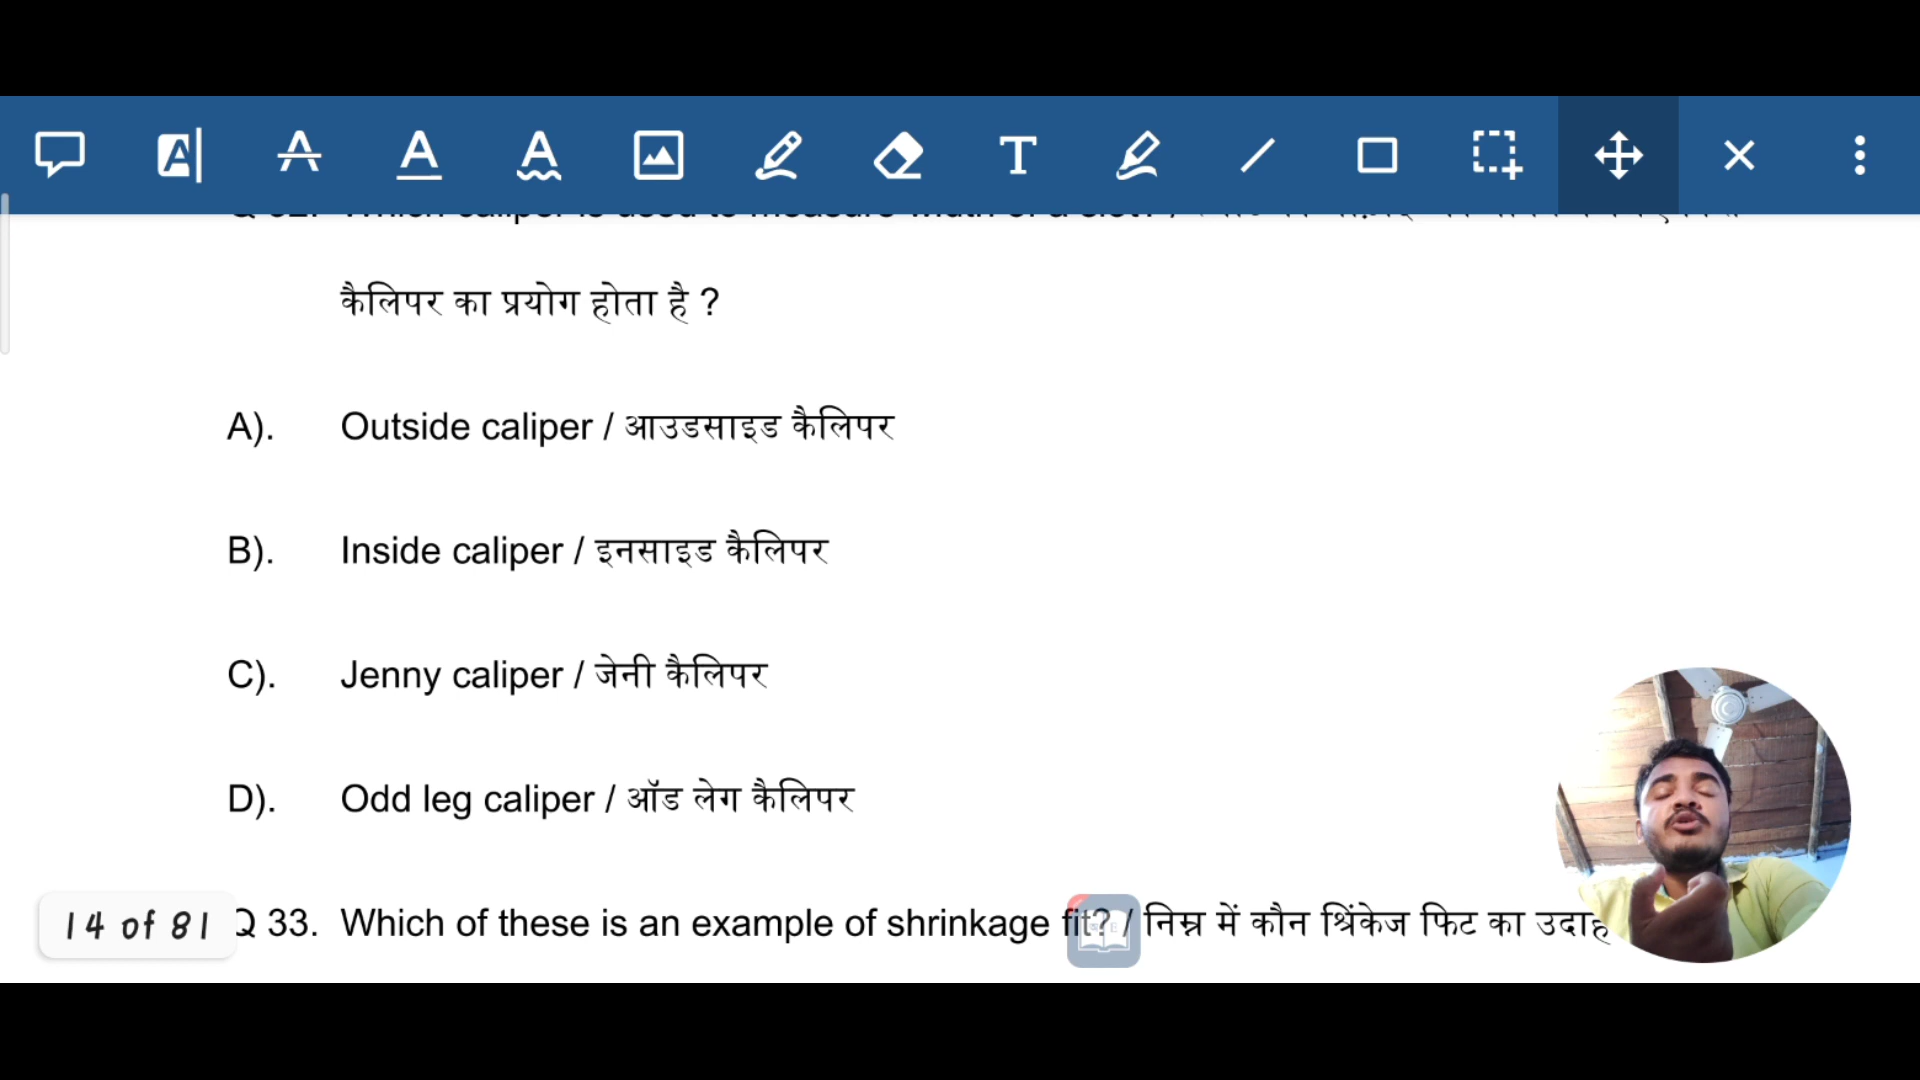 कैलिपर का प्रयोग होता है ?
A). Outside caliper / आउडसाइड कैलिपर
B). Inside caliper / इनसाइड कैलिपर
C). Jenny caliper / जेनी कैलिपर
D). Odd leg caliper / ऑड लेग कैलिपर
14 of 81
Q 33. Which of these is an example of shrinkage fit? / निम्न में कौन श्रिंकेज फिट का